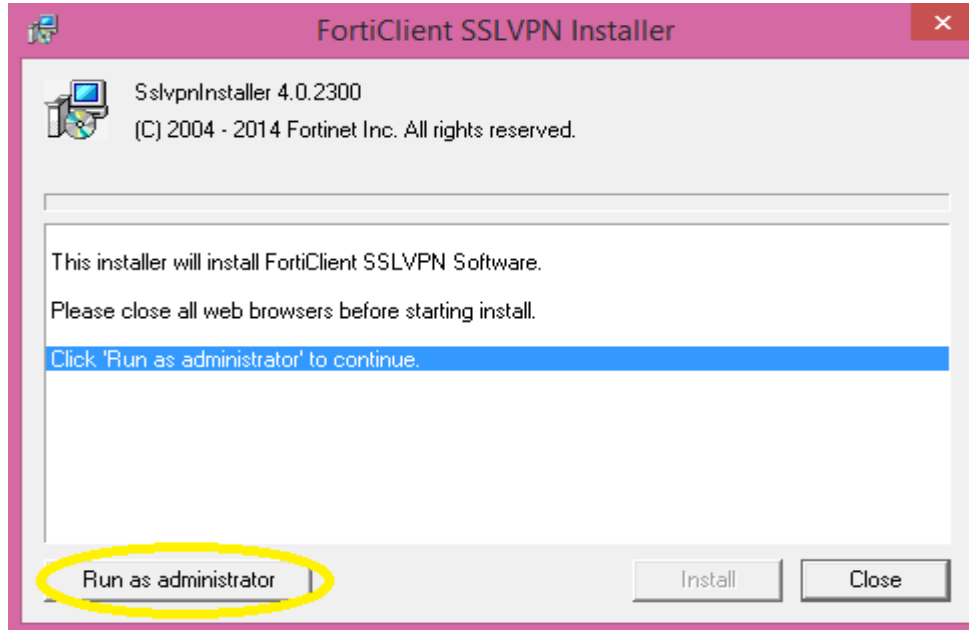 FortiClient SSLVPN Installer
SslvpnInstaller 4.0.2300
(C) 2004 - 2014 Fortinet Inc. All rights reserved.
This installer will install FortiClient SSLVPN Software.
Please close all web browsers before starting install.
Click 'Run as administrator' to continue.
Run as administrator Install Close